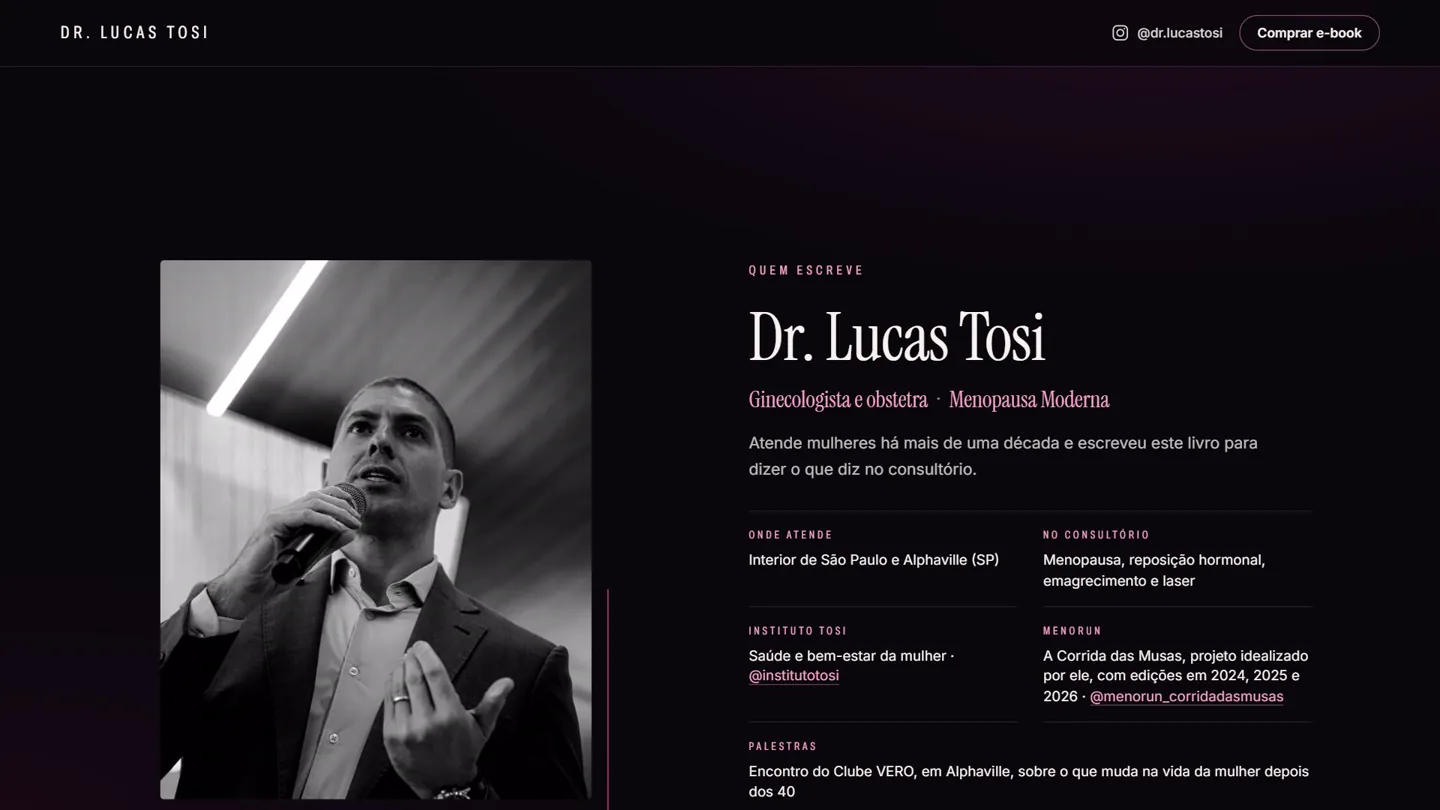 DR. LUCAS TOSI
@dr.lucastosi
Comprar e-book
QUEM ESCREVE
Dr. Lucas Tosi
Ginecologista e obstetra · Menopausa Moderna
Atende mulheres há mais de uma década e escreveu este livro para
dizer o que diz no consultório.
ONDE ATENDE
Interior de São Paulo e Alphaville (SP)
NO CONSULTÓRIO
Menopausa, reposição hormonal,
emagrecimento e laser
INSTITUTO TOSI
Saúde e bem-estar da mulher ·
@institutotosi
MENORUN
A Corrida das Musas, projeto idealizado
por ele, com edições em 2024, 2025 e
2026 · @menorun_corridadasmusas
PALESTRAS
Encontro do Clube VERO, em Alphaville, sobre o que muda na vida da mulher depois
dos 40